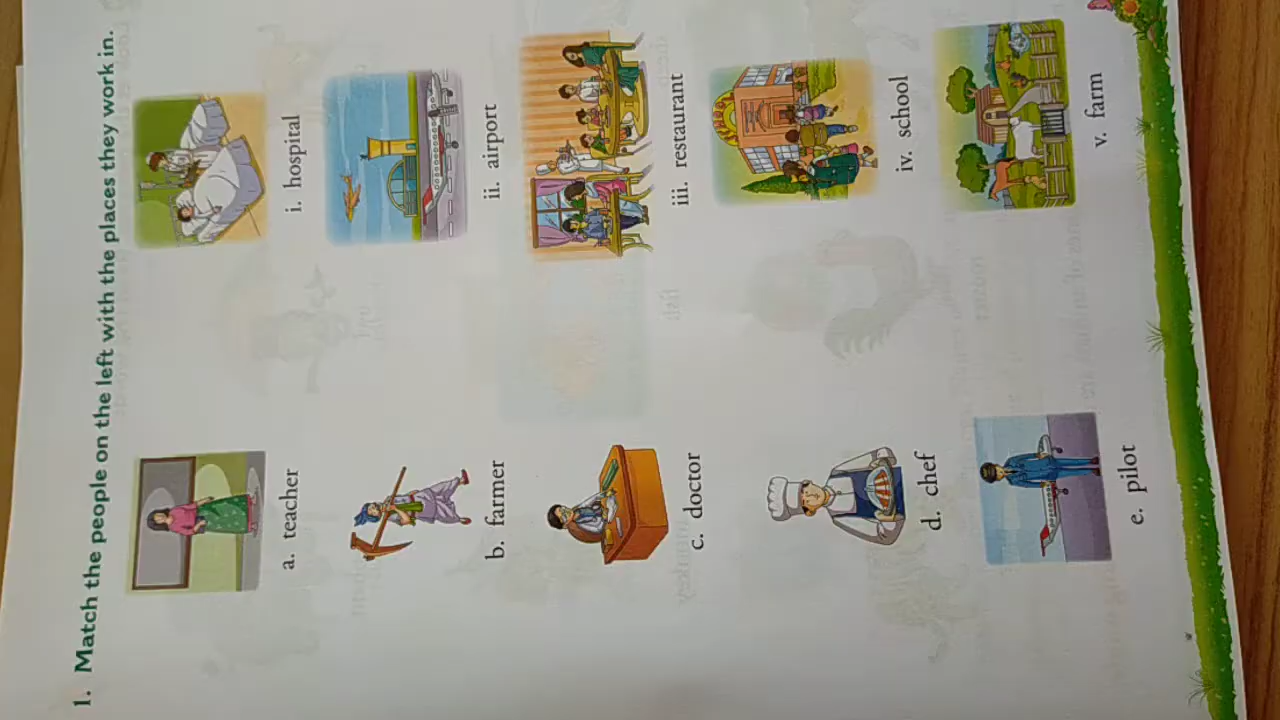 1. Match the people on the left with the places they work in.
a. teacher
i. hospital
b. farmer
ii. airport
c. doctor
iii. restaurant
d. chef
iv. school
e. pilot
v. farm